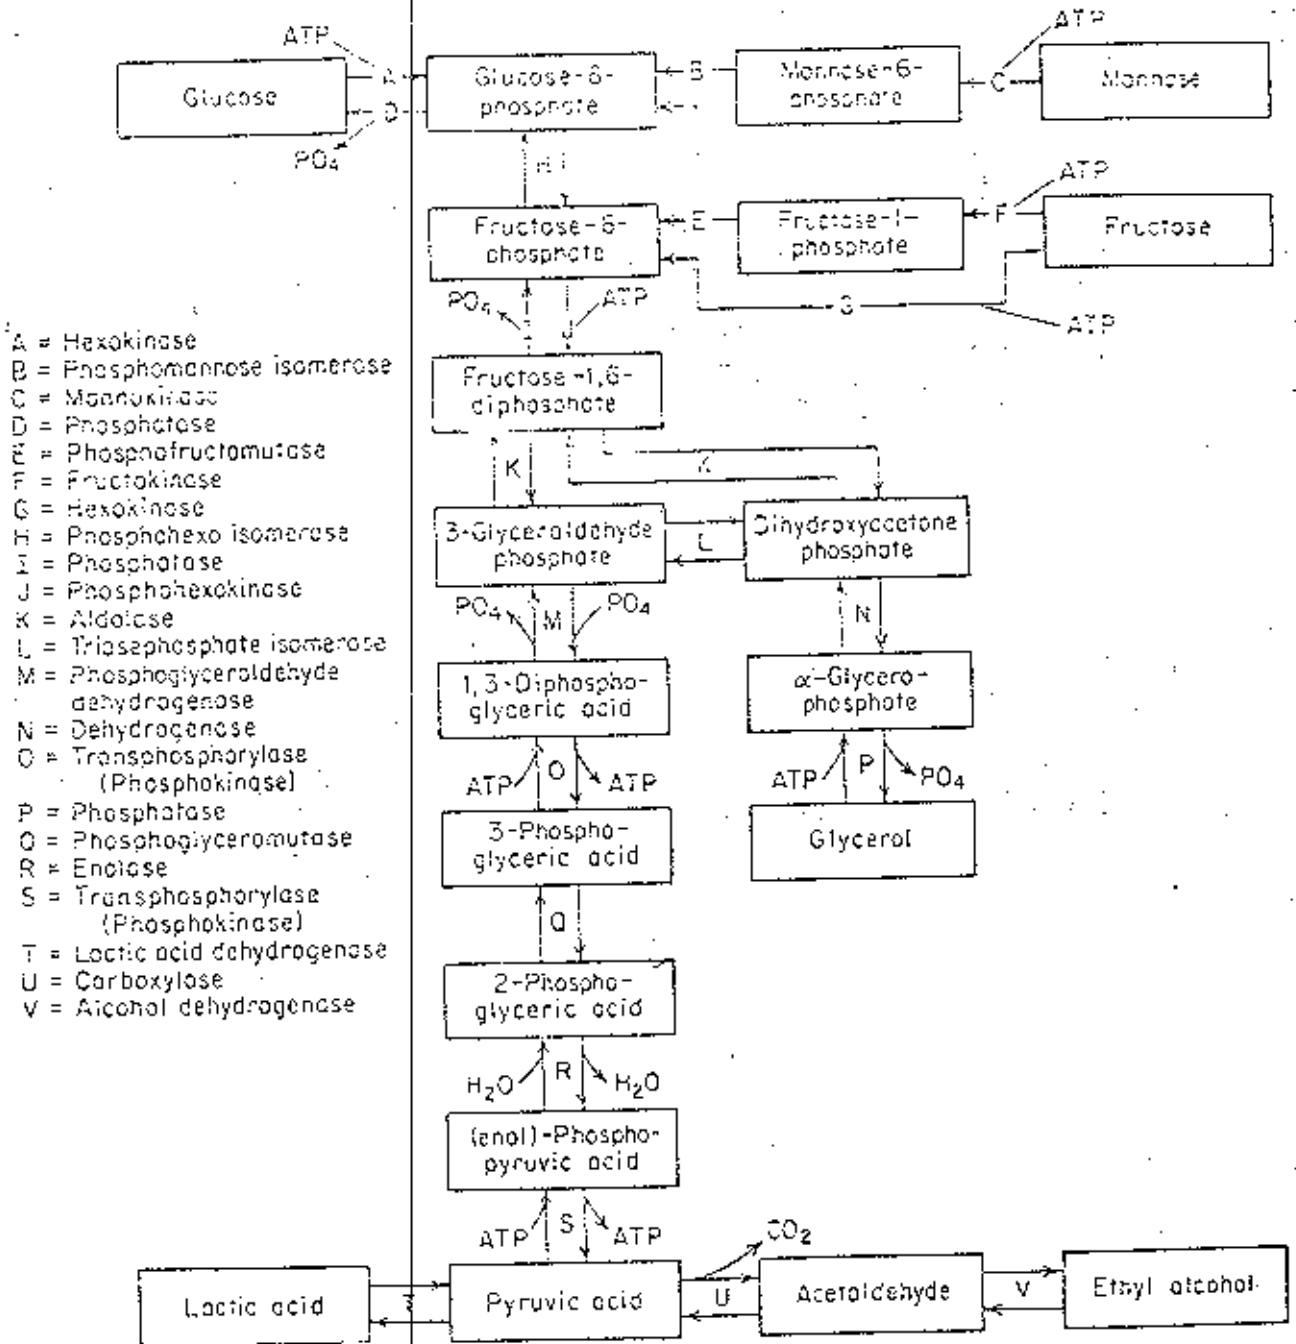 ATP
ATP
Glucose
A
Glucose-6-
phosphate
B
Mannose-6-
phosphate
C
Mannose
D
PO4
H
ATP
Fructose-6-
phosphate
E
Fructose-1-
phosphate
F
Fructose
PO4
ATP
G
ATP
A = Hexokinase
B = Phosphomannose isomerase
C = Mannokinase
D = Phosphatase
E = Phosphofructomutase
F = Fructokinase
G = Hexokinase
H = Phosphohexo isomerase
I = Phosphatase
J = Phosphohexokinase
K = Aldolase
L = Triosephosphate isomerase
M = Phosphoglyceraldehyde
dehydrogenase
N = Dehydrogenase
O = Transphosphorylase
(Phosphokinase)
P = Phosphatase
Q = Phosphoglyceromutase
R = Enolase
S = Transphosphorylase
(Phosphokinase)
T = Lactic acid dehydrogenase
U = Carboxylase
V = Alcohol dehydrogenase
Fructose-1,6-
diphosphate
K
K
3-Glyceraldehyde
phosphate
L
Dihydroxyacetone
phosphate
PO4
M
PO4
N
1,3-Diphospho-
glyceric acid
α-Glycero-
phosphate
ATP
O
ATP
ATP
P
PO4
3-Phospho-
glyceric acid
Glycerol
Q
2-Phospho-
glyceric acid
H2O
R
H2O
(enol)-Phospho-
pyruvic acid
ATP
S
ATP
CO2
Lactic acid
T
Pyruvic acid
U
Acetaldehyde
V
Ethyl alcohol